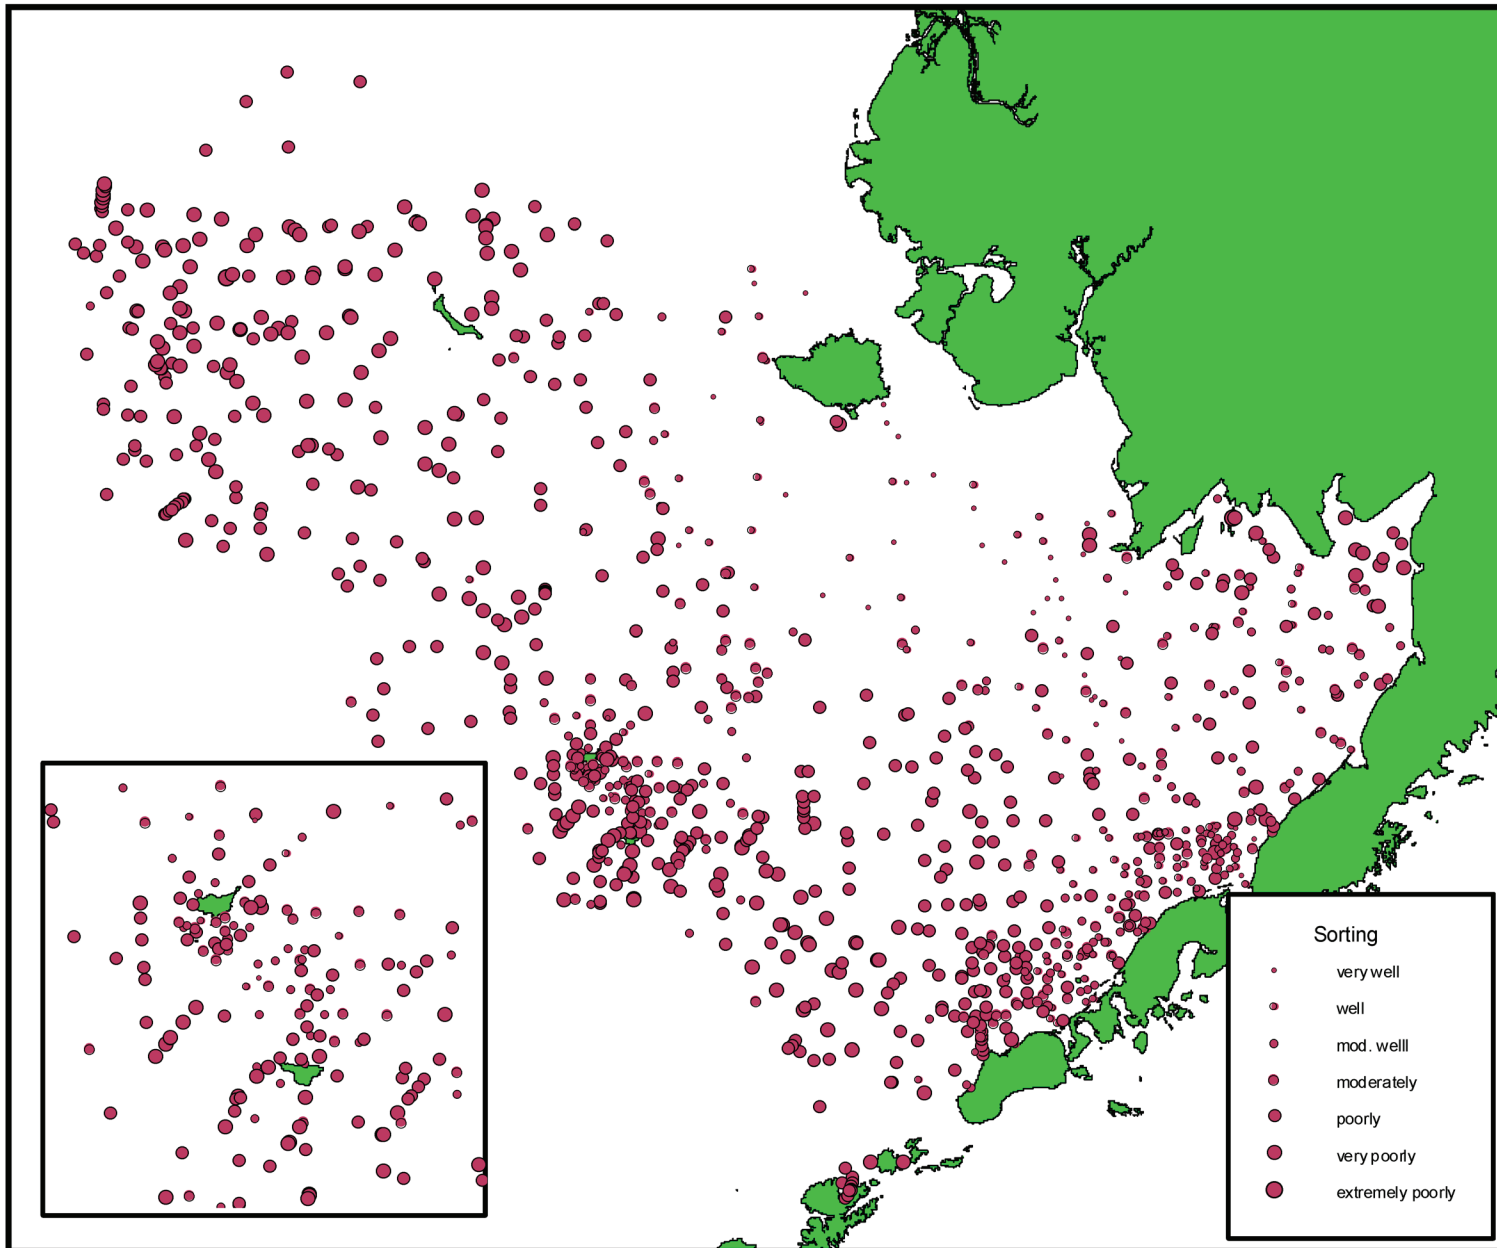 Sorting
very well
well
mod. welll
moderately
poorly
very poorly
extremely poorly